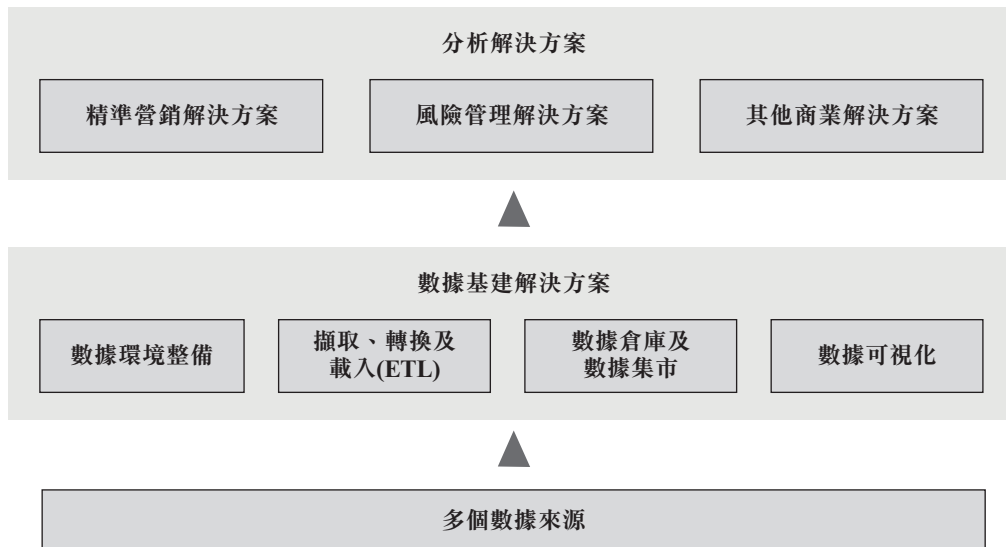 分析解決方案
精準營銷解決方案
風險管理解決方案
其他商業解決方案
數據基建解決方案
數據環境整備
擷取、轉換及
載入(ETL)
數據倉庫及
數據集市
數據可視化
多個數據來源